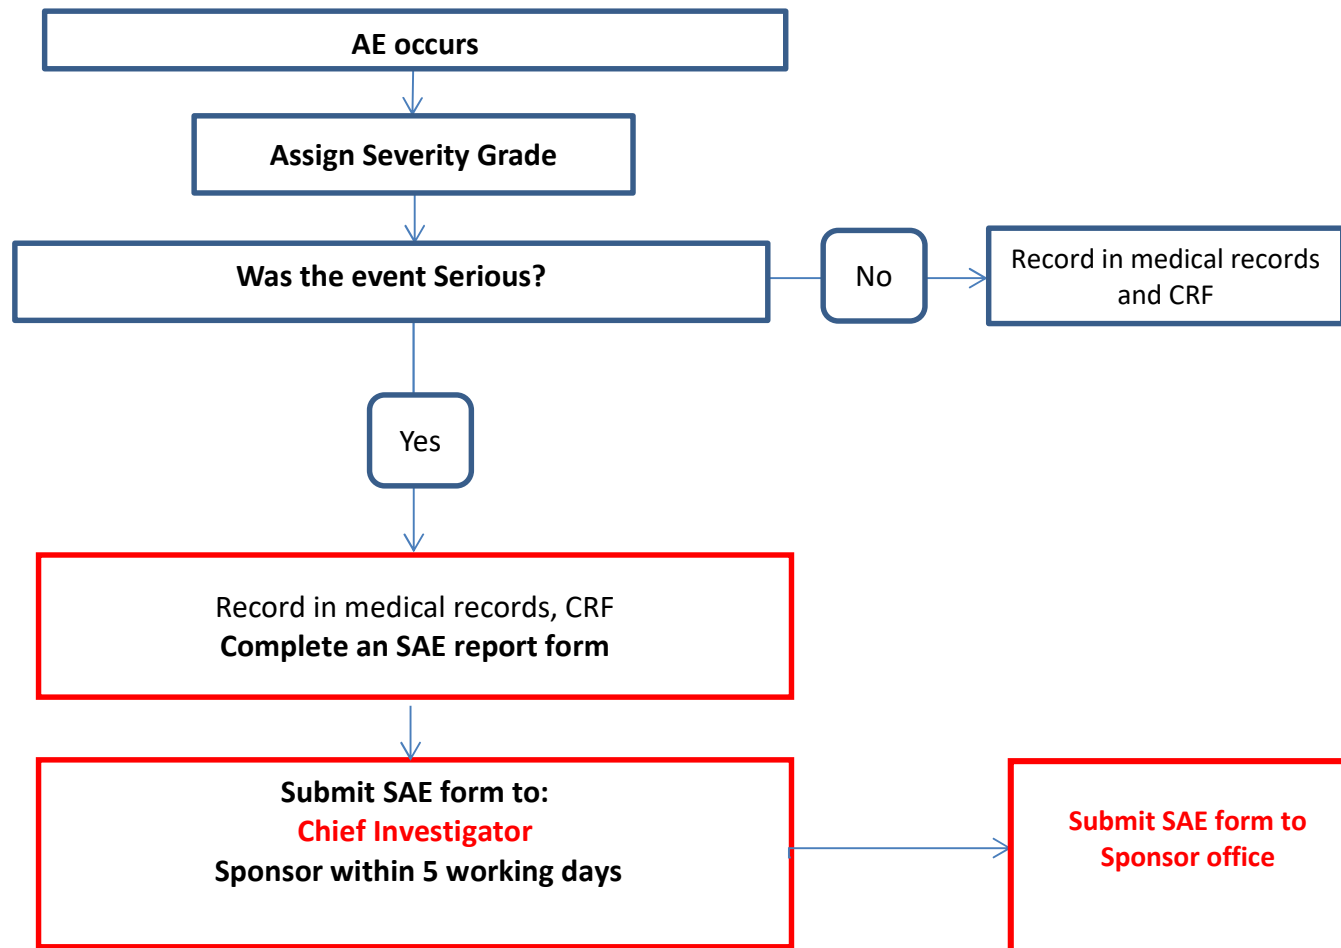 AE occurs
Assign Severity Grade
Was the event Serious?
No
Record in medical records
and CRF
Yes
Record in medical records, CRF
Complete an SAE report form
Submit SAE form to:
Chief Investigator
Sponsor within 5 working days
Submit SAE form to
Sponsor office